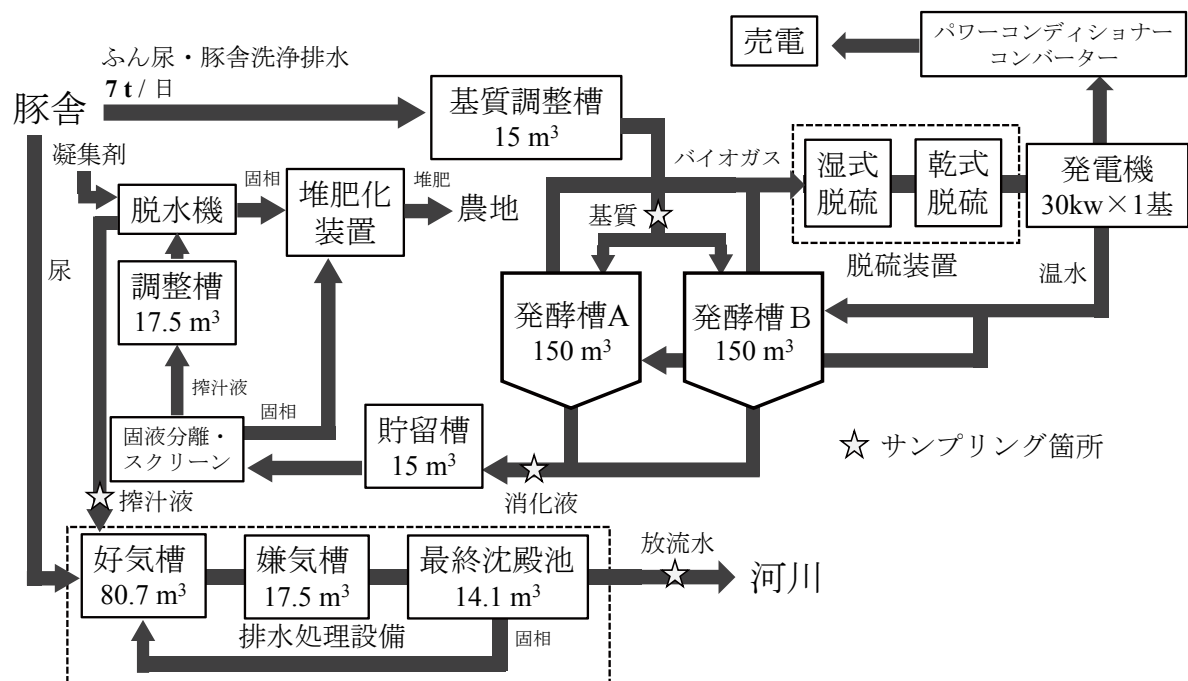 ふん尿・豚舎洗浄排水
7 t / 日
豚舎
基質調整槽
15 m³
売電
パワーコンディショナー
コンバーター
凝集剤
脱水機
固相
堆肥化
装置
堆肥
農地
バイオガス
湿式
脱硫
乾式
脱硫
発電機
30kw×1基
脱硫装置
温水
基質
尿
調整槽
17.5 m³
発酵槽A
150 m³
発酵槽B
150 m³
搾汁液
固相
固液分離・
スクリーン
貯留槽
15 m³
消化液
☆ サンプリング箇所
搾汁液
好気槽
80.7 m³
嫌気槽
17.5 m³
最終沈殿池
14.1 m³
放流水
河川
排水処理設備
固相